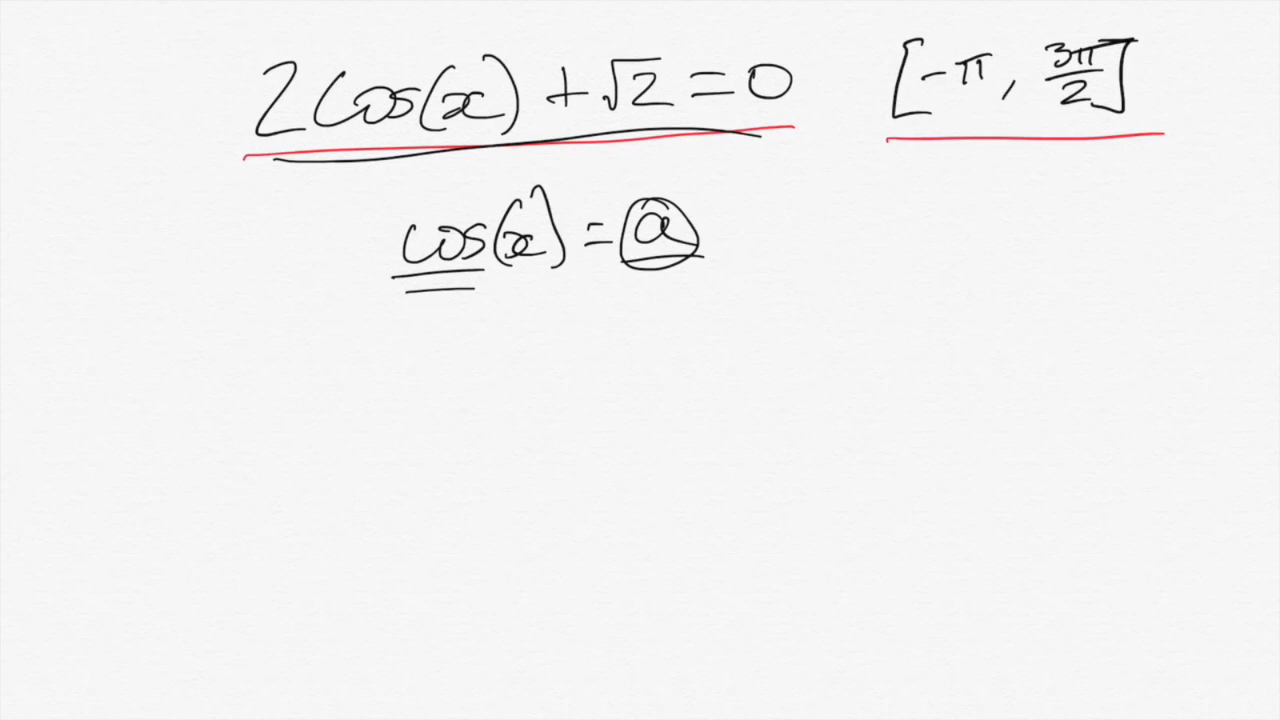 2cos(x)+√2=0 [-π, 3π/2]
cos(x)=a